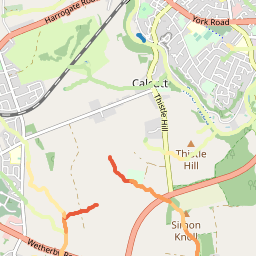 Harrogate Road
York Road
Calcutt
Thistle Hill
Thistle
Hill
Simon
Knoll
Wetherby